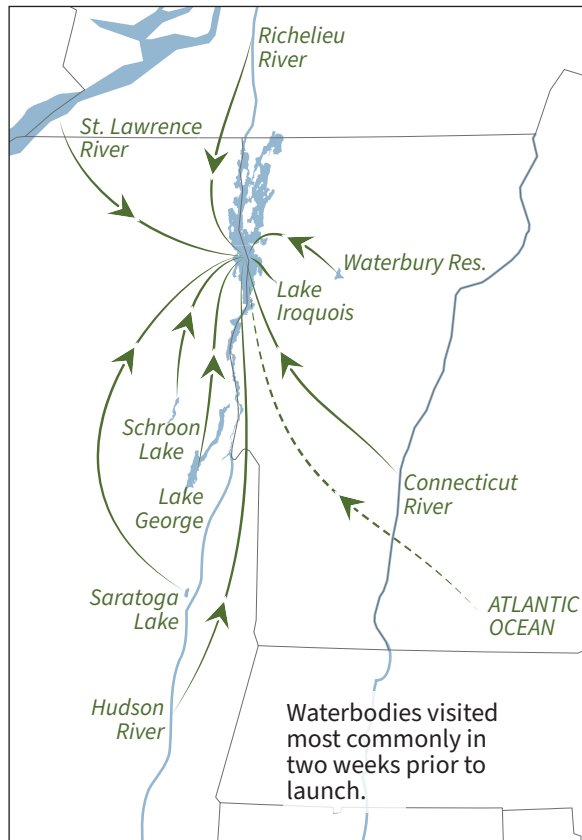 Richelieu
River
St. Lawrence
River
Waterbury Res.
Lake
Iroquois
Schroon
Lake
Lake
George
Connecticut
River
Saratoga
Lake
ATLANTIC
OCEAN
Hudson
River
Waterbodies visited
most commonly in
two weeks prior to
launch.